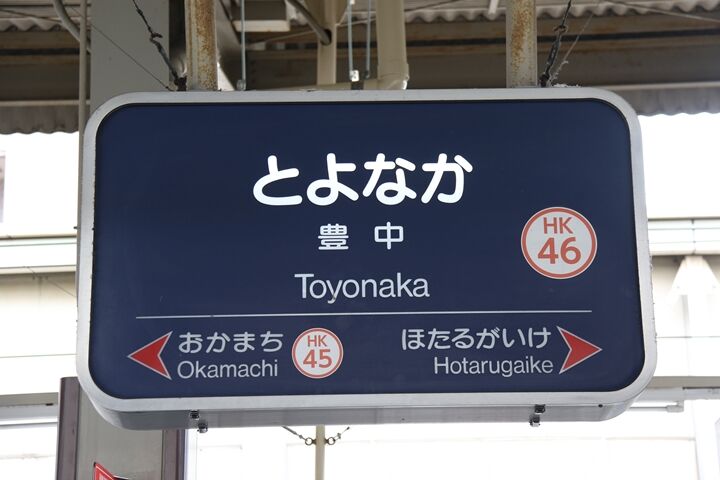 とよなか
豊中
Toyonaka
HK
46
おかまち
Okamachi
HK
45
ほたるがいけ
Hotarugaike